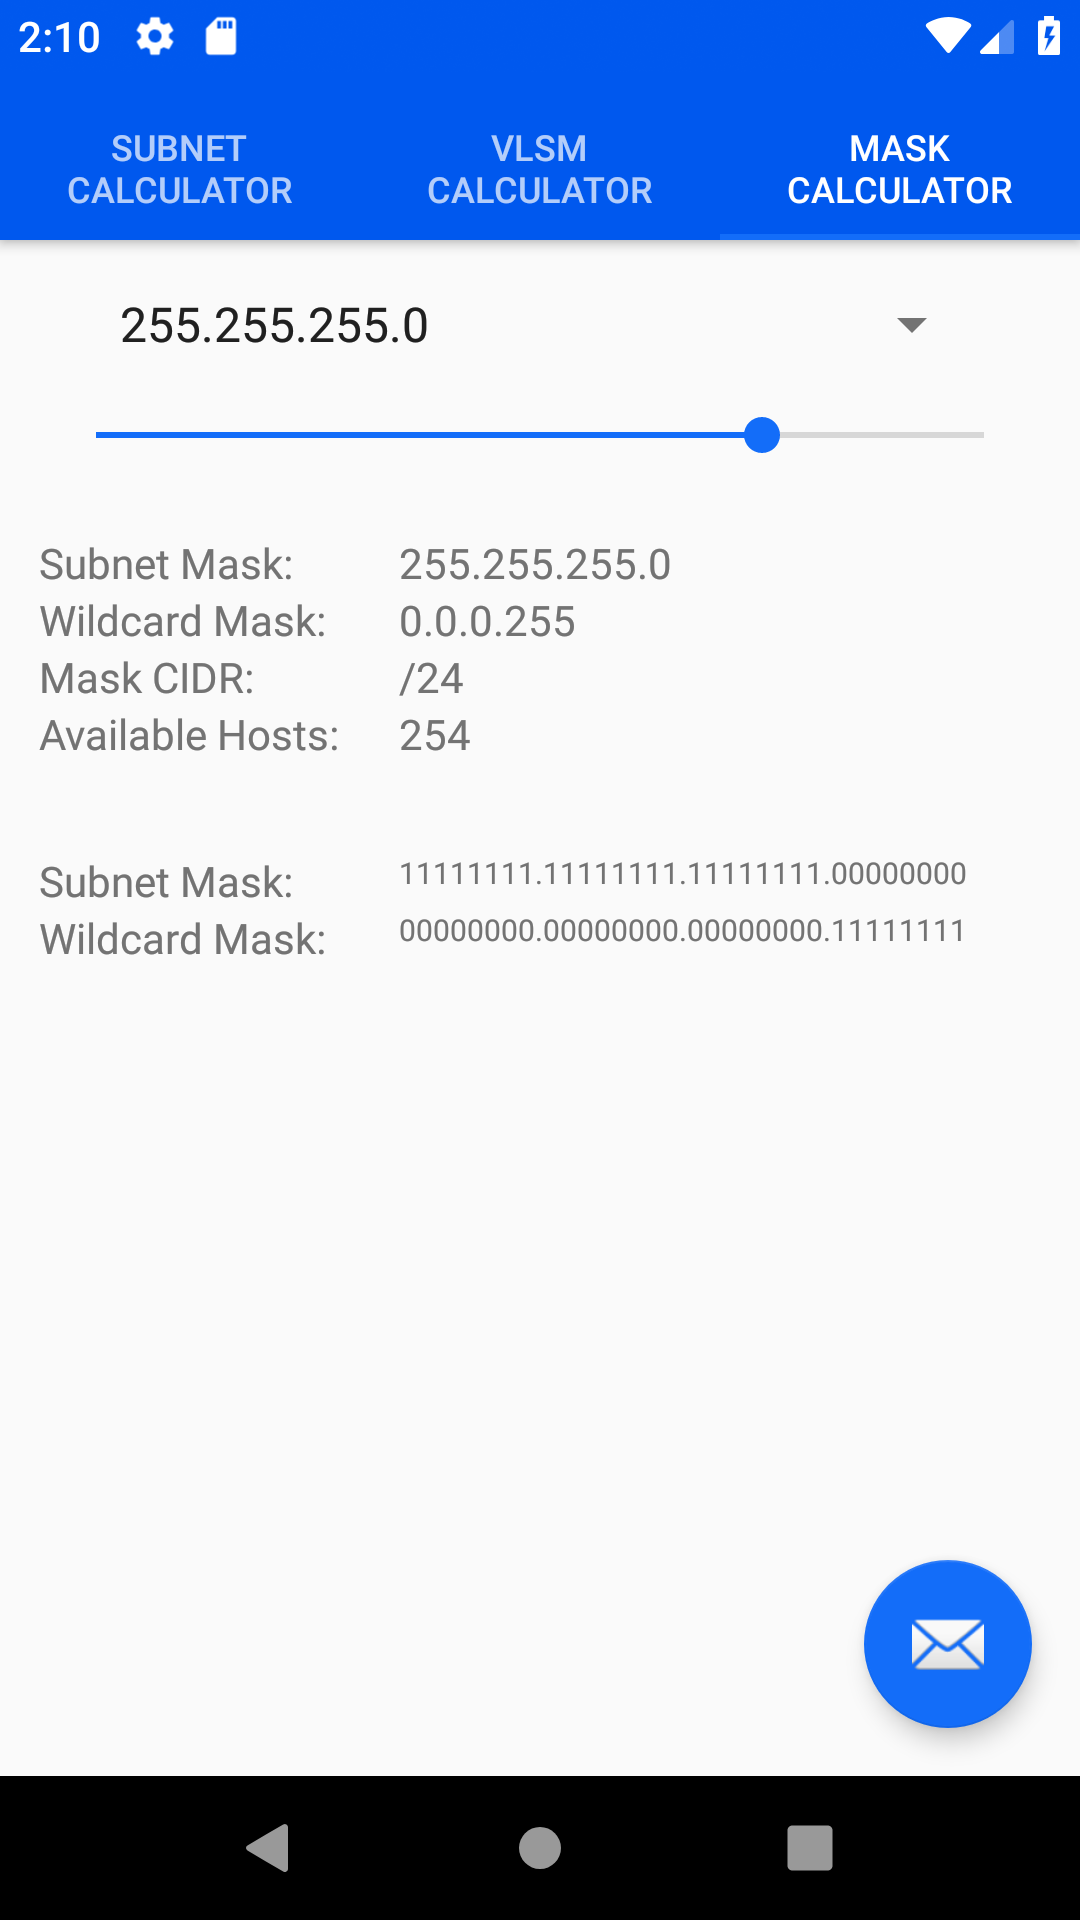 2:10
SUBNET CALCULATOR
VLSM CALCULATOR
MASK CALCULATOR
255.255.255.0
Subnet Mask: 255.255.255.0
Wildcard Mask: 0.0.0.255
Mask CIDR: /24
Available Hosts: 254
Subnet Mask: 11111111.11111111.11111111.00000000
Wildcard Mask: 00000000.00000000.00000000.11111111